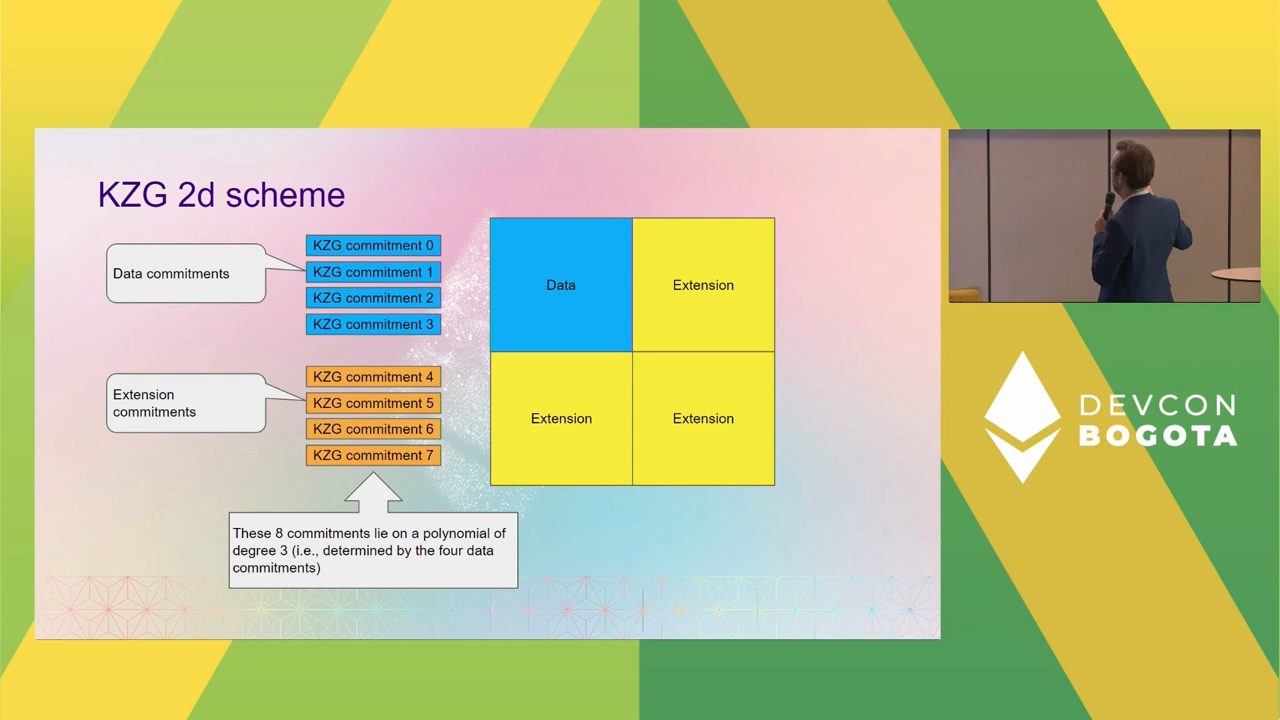 KZG 2d scheme
Data commitments
KZG commitment 0
KZG commitment 1
KZG commitment 2
KZG commitment 3
Extension
commitments
KZG commitment 4
KZG commitment 5
KZG commitment 6
KZG commitment 7
These 8 commitments lie on a polynomial of
degree 3 (i.e., determined by the four data
commitments)
Data
Extension
Extension
Extension
DEVCON
BOGOTA